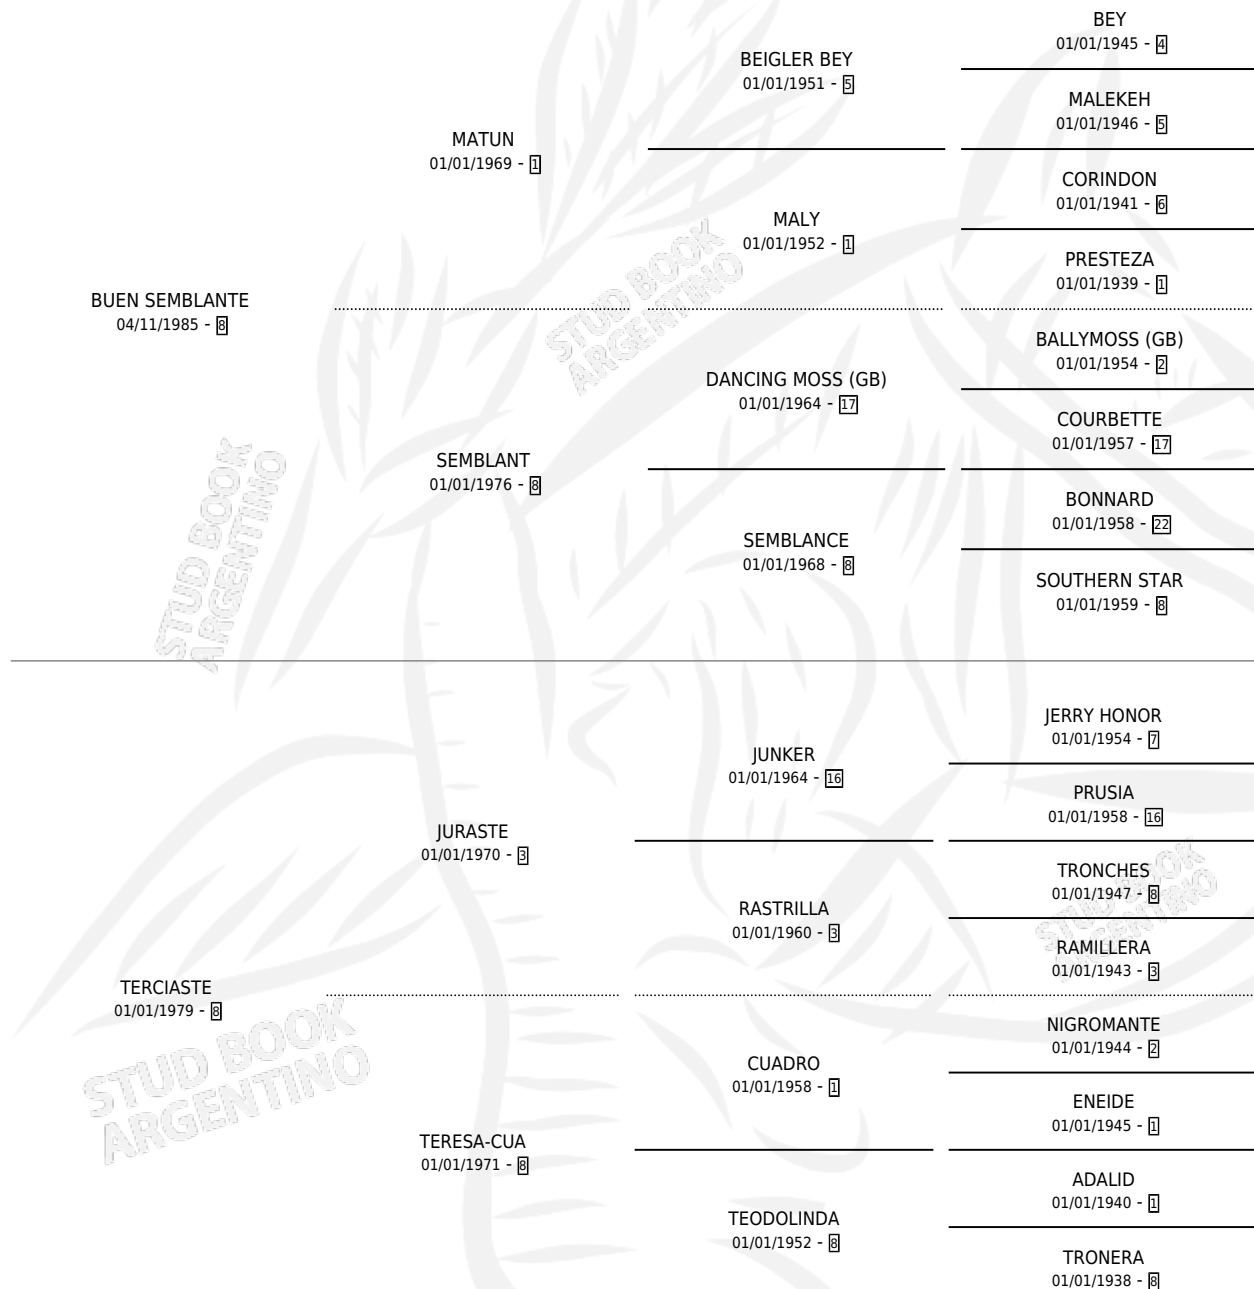 BEY
01/01/1945 - 4
BEIGLER BEY
01/01/1951 - 5
MALEKEH
01/01/1946 - 5
MATUN
01/01/1969 - 1
CORINDON
01/01/1941 - 6
MALY
01/01/1952 - 1
PRESTEZA
01/01/1939 - 1
BUEN SEMBLANTE
04/11/1985 - 8
STUD BOOK
ARGENTINO
BALLYMOSS (GB)
01/01/1954 - 2
DANCING MOSS (GB)
01/01/1964 - 17
COURBETTE
01/01/1957 - 17
SEMBLANT
01/01/1976 - 8
BONNARD
01/01/1958 - 22
SEMBLANCE
01/01/1968 - 8
SOUTHERN STAR
01/01/1959 - 8
STUD BOOK
ARGENTINO
JERRY HONOR
01/01/1954 - 7
JUNKER
01/01/1964 - 16
PRUSIA
01/01/1958 - 16
JURASTE
01/01/1970 - 3
TRONCHES
01/01/1947 - 8
RASTRILLA
01/01/1960 - 3
RAMILLERA
01/01/1943 - 3
STUD BOOK
ARGENTINO
TERCIASTE
01/01/1979 - 8
STUD BOOK
ARGENTINO
NIGROMANTE
01/01/1944 - 2
CUADRO
01/01/1958 - 1
ENEIDE
01/01/1945 - 1
TERESA-CUA
01/01/1971 - 8
ADALID
01/01/1940 - 1
TEODOLINDA
01/01/1952 - 8
TRONERA
01/01/1938 - 8